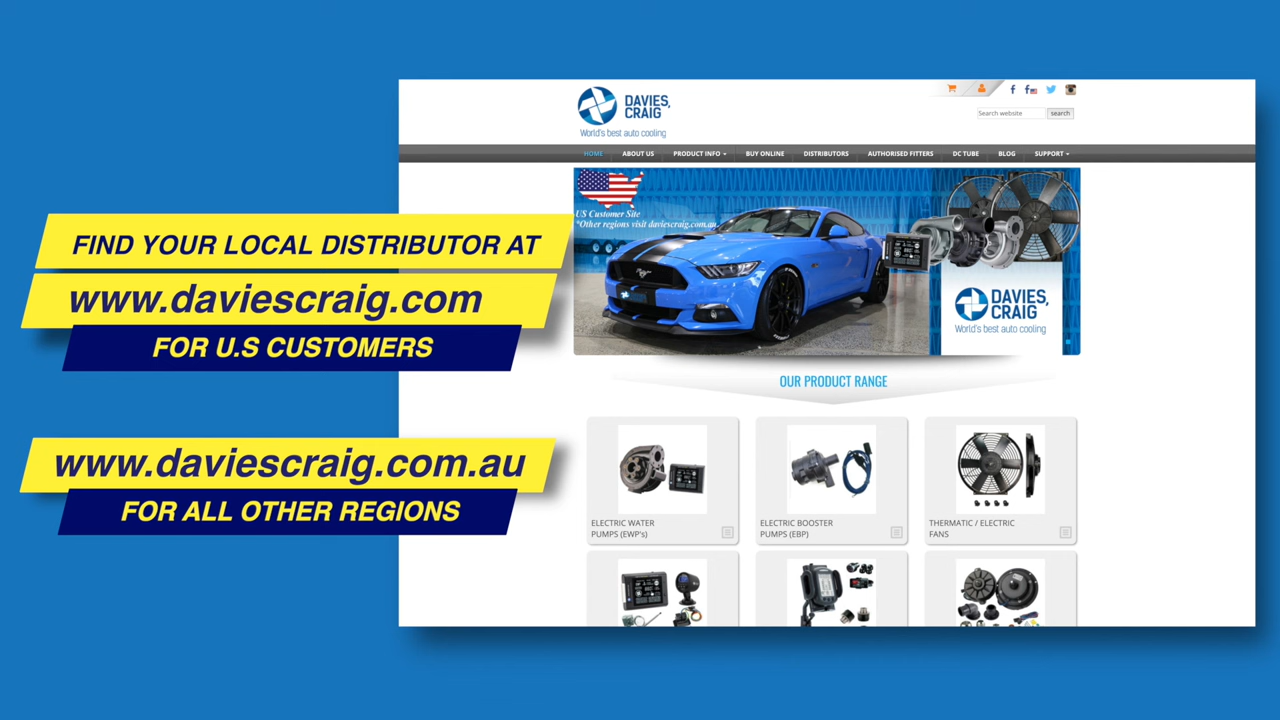 FIND YOUR LOCAL DISTRIBUTOR AT
www.daviescraig.com
FOR U.S CUSTOMERS
www.daviescraig.com.au
FOR ALL OTHER REGIONS
DAVIES,
CRAIG
World's best auto cooling
Search website
search
HOME
ABOUT US
PRODUCT INFO
BUY ONLINE
DISTRIBUTORS
AUTHORISED FITTERS
DC TUBE
BLOG
SUPPORT
US Customer Site
*Other regions visit daviescraig.com.au
DAVIES,
CRAIG
World's best auto cooling
OUR PRODUCT RANGE
ELECTRIC WATER
PUMPS (EWP's)
ELECTRIC BOOSTER
PUMPS (EBP)
THERMATIC / ELECTRIC
FANS